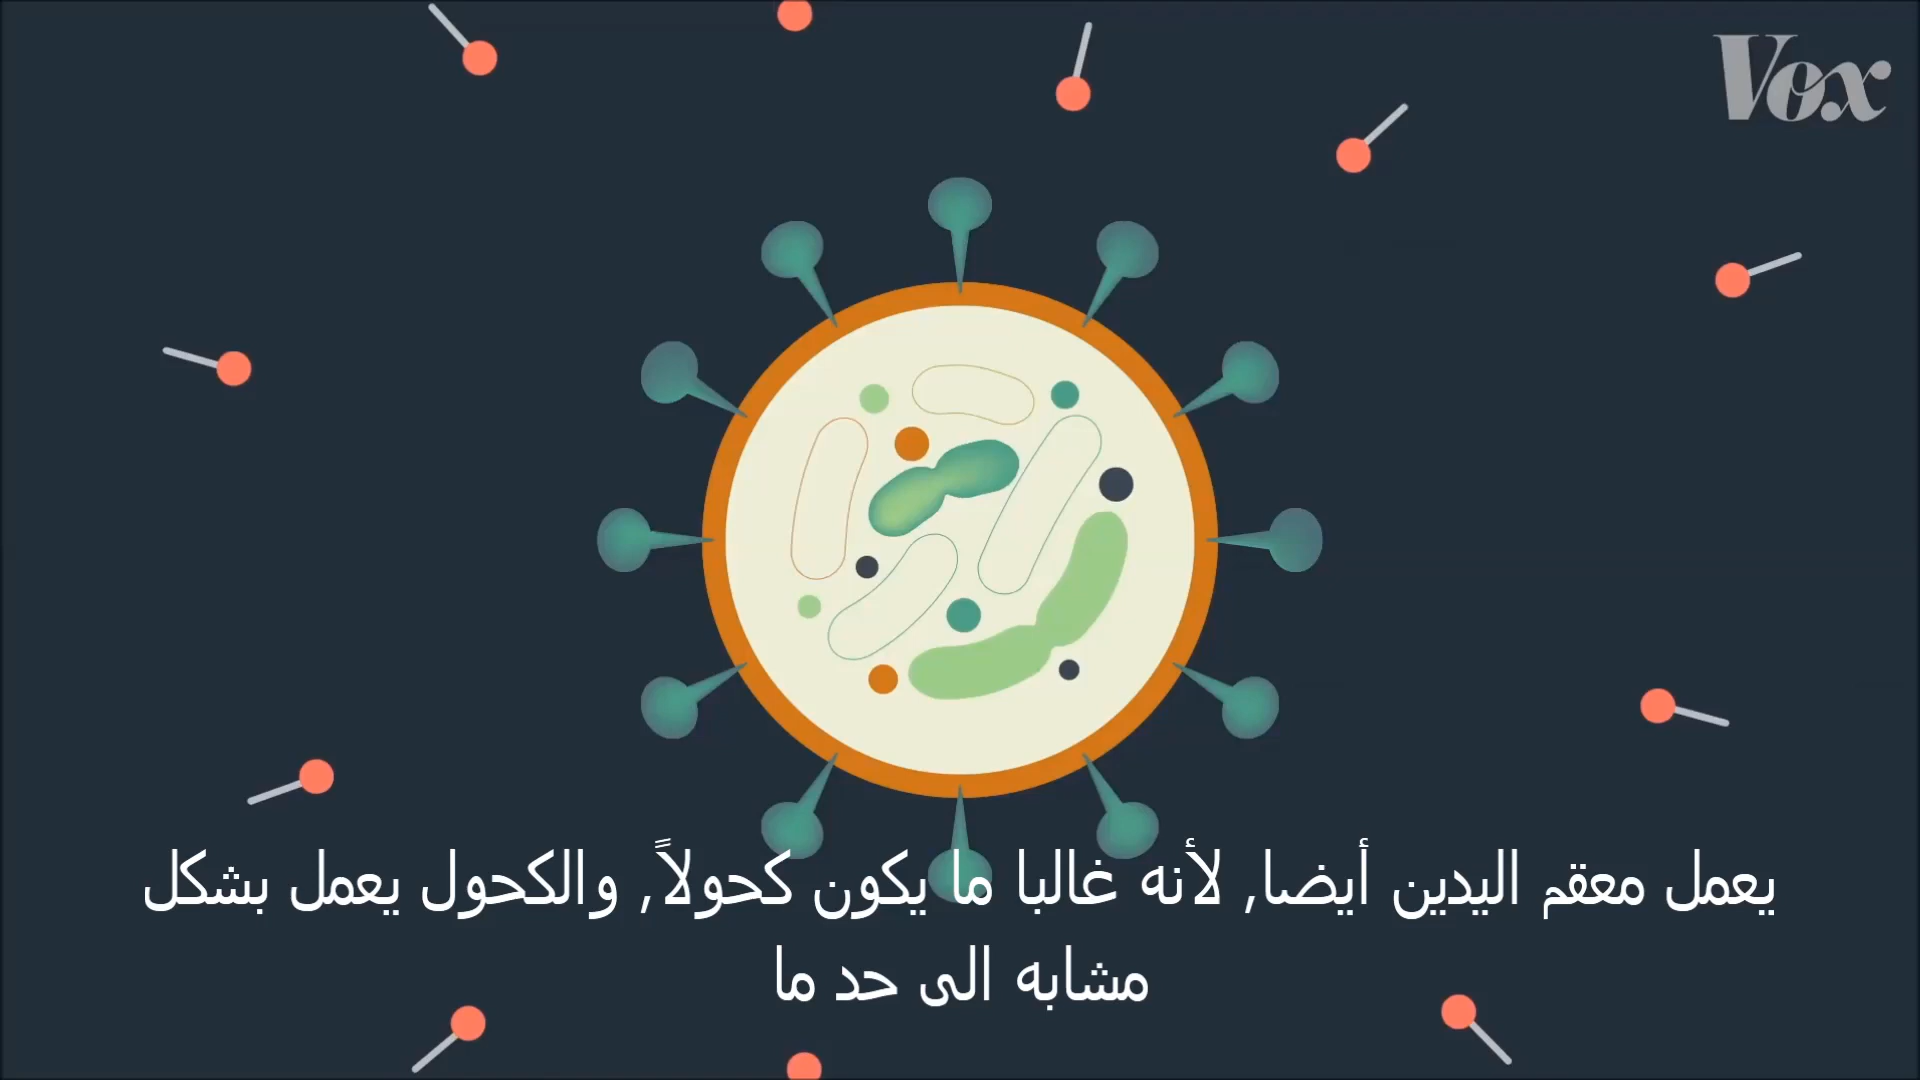 Vox
يعمل معقم اليدين أيضا, لأنه غالبا ما يكون كحولاً, والكحول يعمل بشكل
مشابه الى حد ما